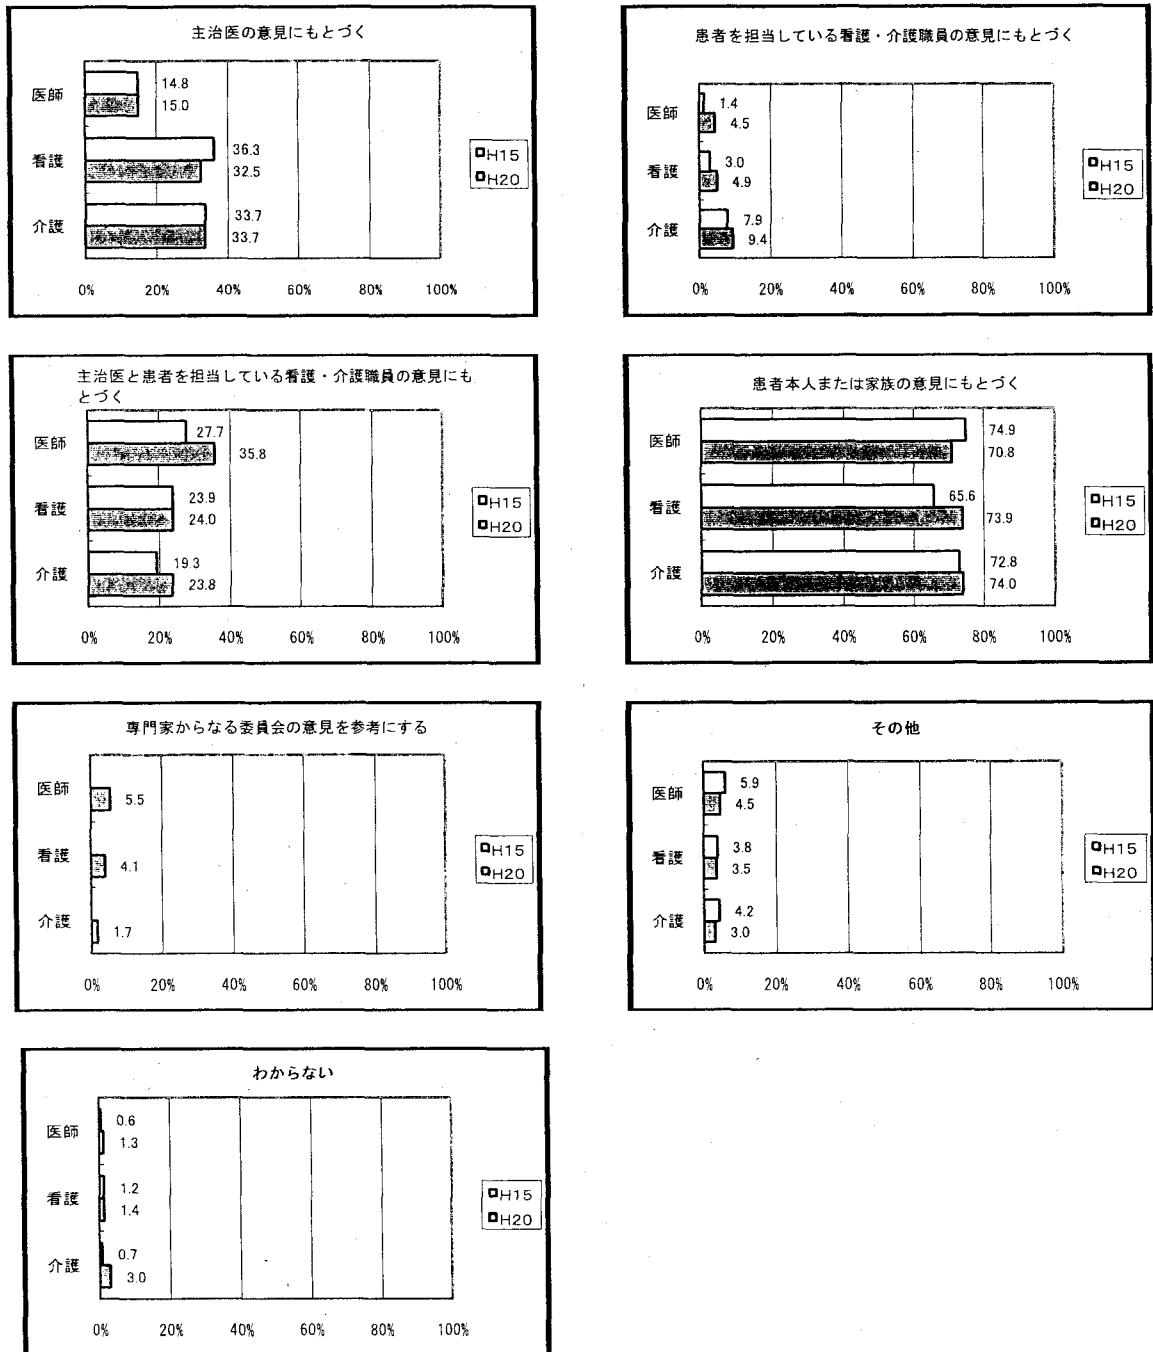 主治医の意見にもとづく
医師
14.8
15.0
看護
36.3
32.5
介護
33.7
33.7
0% 20% 40% 60% 80% 100%
H15
H20
患者を担当している看護・介護職員の意見にもとづく
医師
1.4
4.5
看護
3.0
4.9
介護
7.9
9.4
0% 20% 40% 60% 80% 100%
H15
H20
主治医と患者を担当している看護・介護職員の意見にも
とづく
医師
27.7
35.8
看護
23.9
24.0
介護
19.3
23.8
0% 20% 40% 60% 80% 100%
H15
H20
患者本人または家族の意見にもとづく
医師
74.9
70.8
看護
65.6
73.9
介護
72.8
74.0
0% 20% 40% 60% 80% 100%
H15
H20
専門家からなる委員会の意見を参考にする
医師
5.5
看護
4.1
介護
1.7
0% 20% 40% 60% 80% 100%
H15
H20
その他
医師
5.9
4.5
看護
3.8
3.5
介護
4.2
3.0
0% 20% 40% 60% 80% 100%
H15
H20
わからない
医師
0.6
1.3
看護
1.2
1.4
介護
0.7
3.0
0% 20% 40% 60% 80% 100%
H15
H20